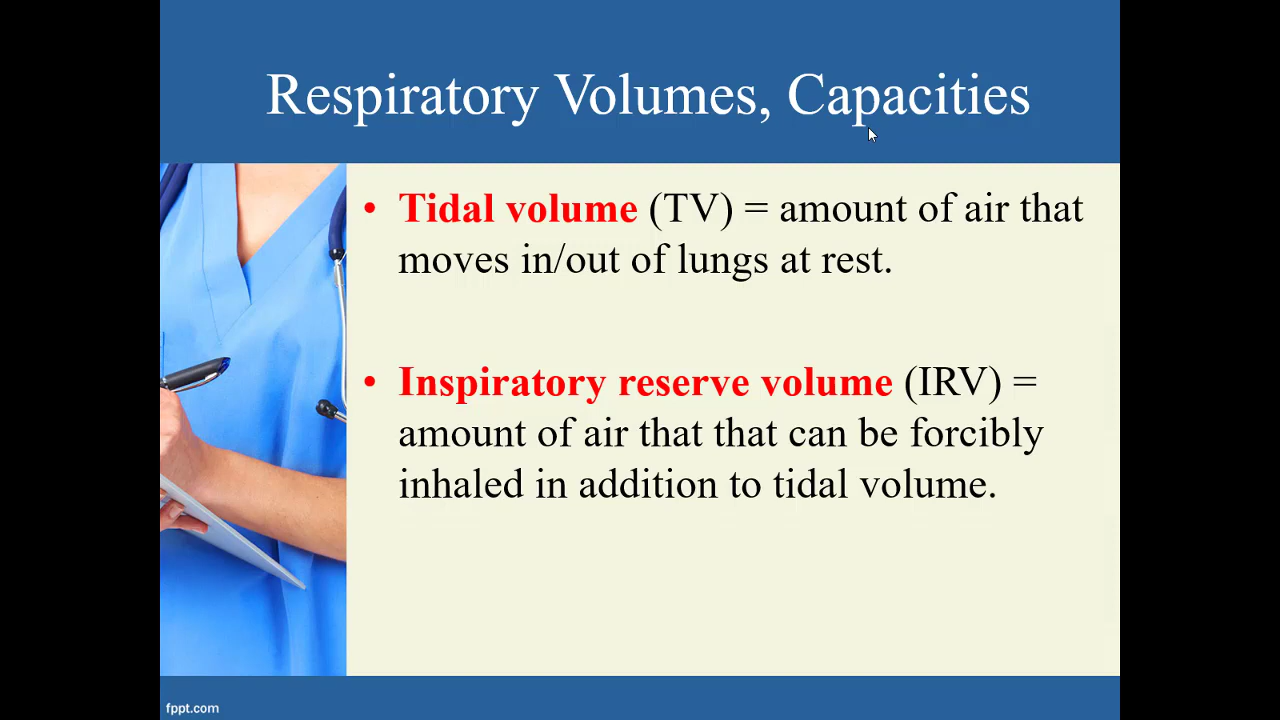 Respiratory Volumes, Capacities
• Tidal volume (TV) = amount of air that
moves in/out of lungs at rest.
• Inspiratory reserve volume (IRV) =
amount of air that that can be forcibly
inhaled in addition to tidal volume.
fppt.com